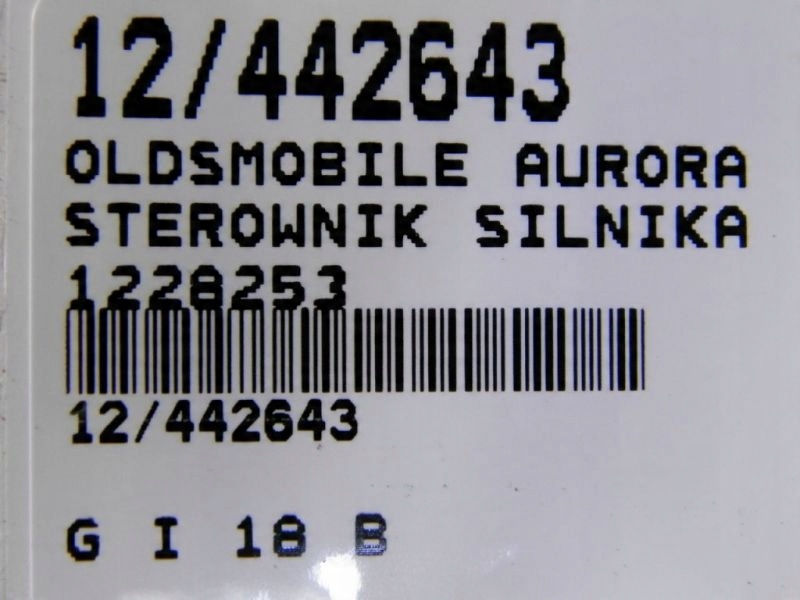 12/442643
OLDSMOBILE AURORA
STEROWNIK SILNIKA
1228253
12/442643
G I 18 B